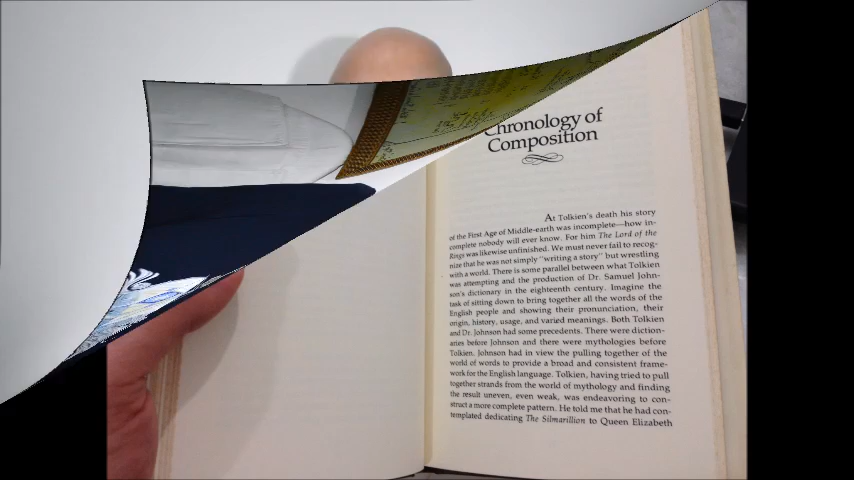 Chronology of
Composition
At Tolkien's death his story
of the First Age of Middle-earth was incomplete—how in-
complete nobody will ever know. For him The Lord of the
Rings was likewise unfinished. We must never fail to recog-
nize that he was not simply "writing a story" but wrestling
with a world. There is some parallel between what Tolkien
was attempting and the production of Dr. Samuel John-
son's dictionary in the eighteenth century. Imagine the
task of sitting down to bring together all the words of the
English people and showing their pronunciation, their
origin, history, usage, and varied meanings. Both Tolkien
and Dr. Johnson had some precedents. There were diction-
aries before Johnson and there were mythologies before
Tolkien. Johnson had in view the pulling together of the
world of words to provide a broad and consistent frame-
work for the English language. Tolkien, having tried to pull
together strands from the world of mythology and finding
the result uneven, even weak, was endeavoring to con-
struct a more complete pattern. He told me that he had con-
templated dedicating The Silmarillion to Queen Elizabeth